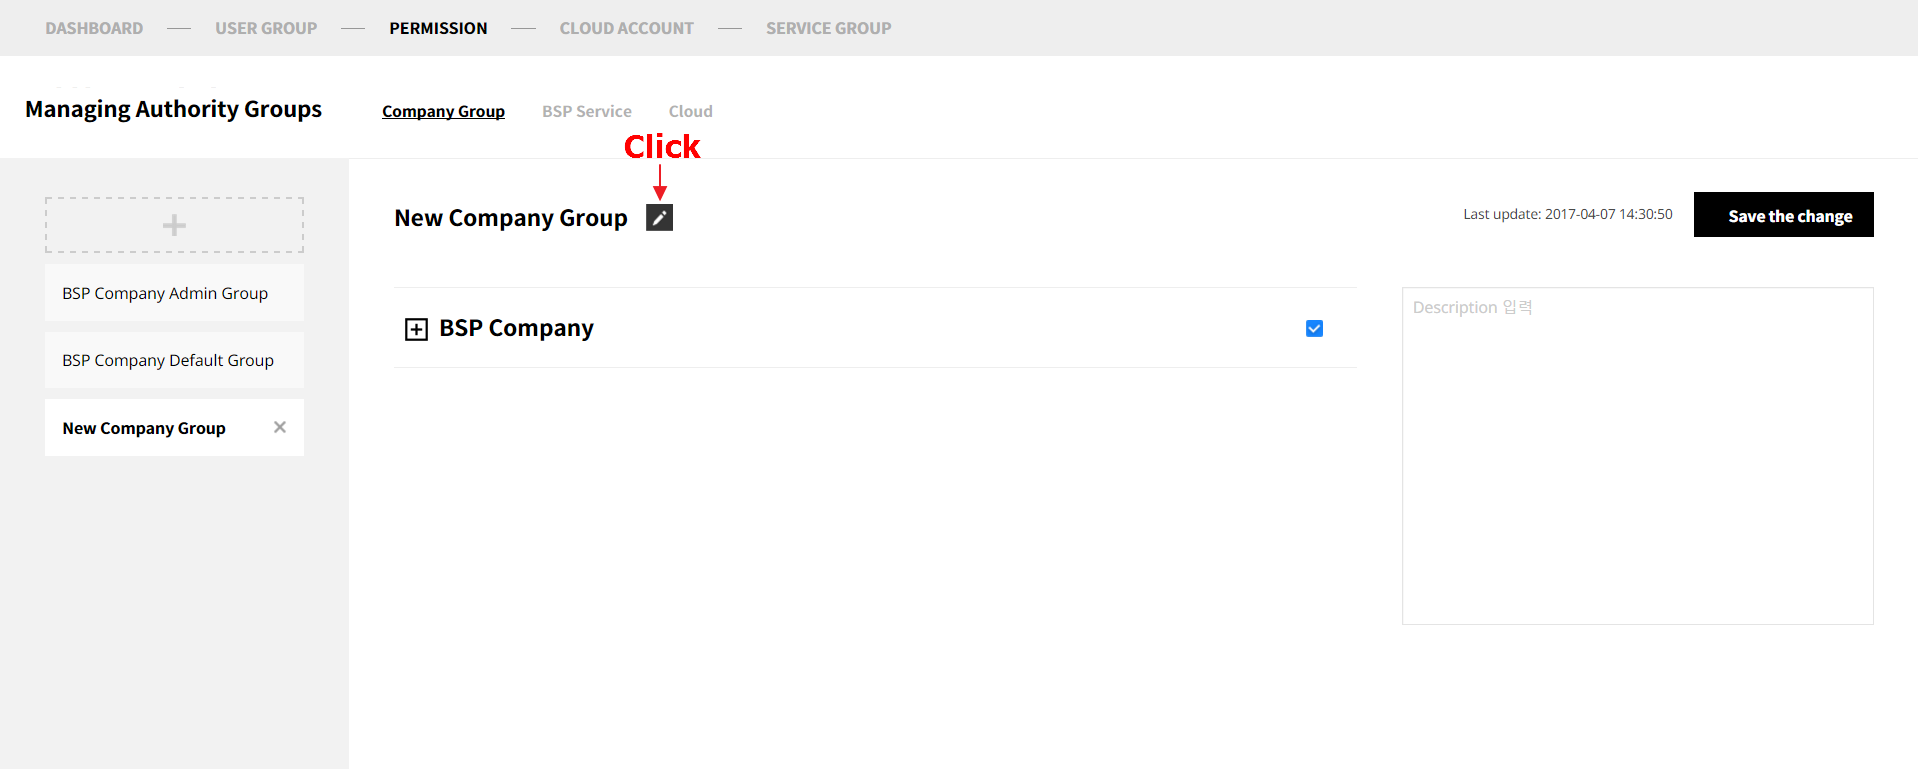 DASHBOARD USER GROUP PERMISSION CLOUD ACCOUNT SERVICE GROUP
Managing Authority Groups
Company Group BSP Service Cloud
Click
New Company Group
Last update: 2017-04-07 14:30:50
Save the change
BSP Company Admin Group
BSP Company Default Group
New Company Group
BSP Company
Description 입력